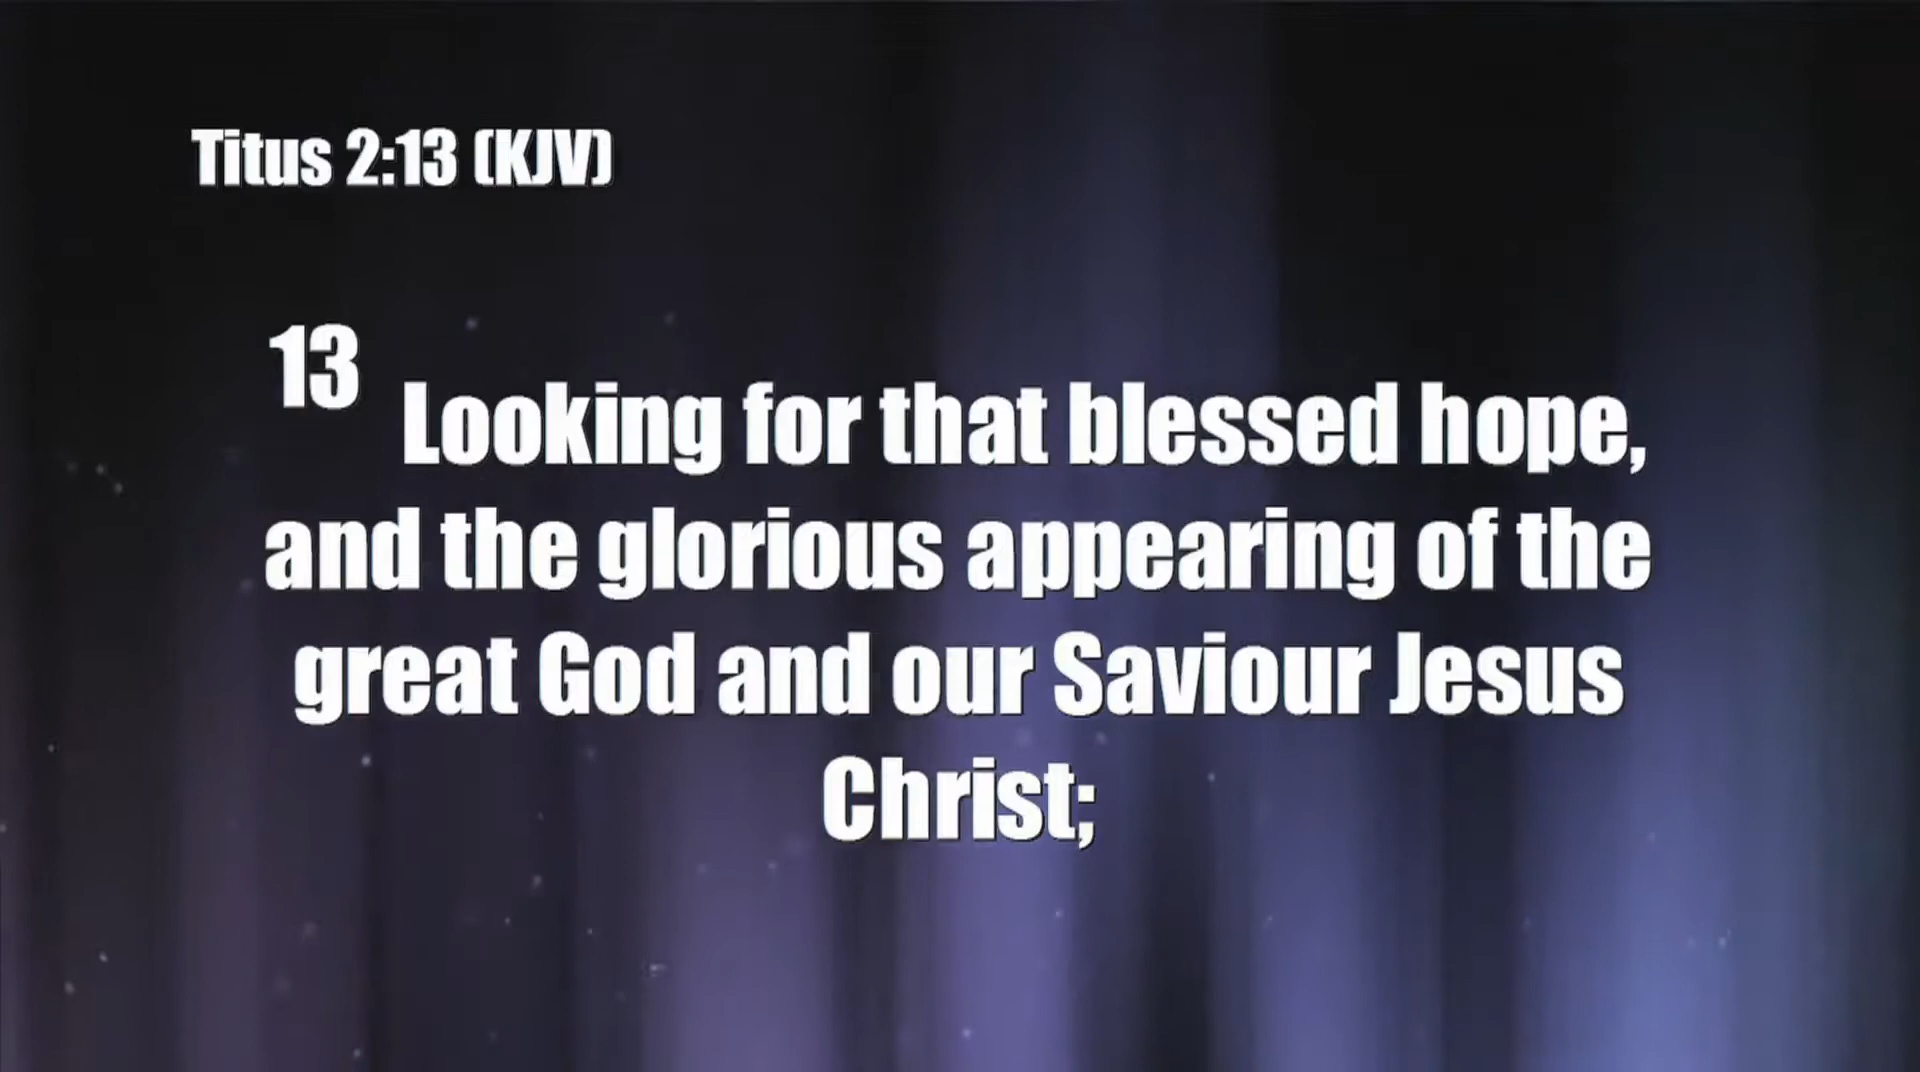 Titus 2:13 (KJV)
13 Looking for that blessed hope,
and the glorious appearing of the
great God and our Saviour Jesus
Christ;